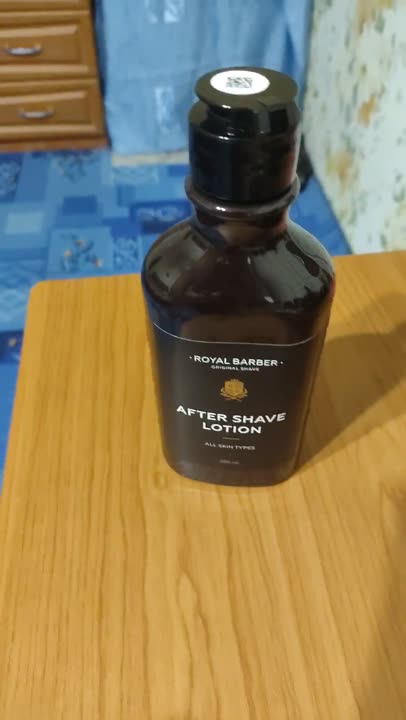 · ROYAL BARBER ·
ORIGINAL SHAVE
AFTER SHAVE
LOTION
ALL SKIN TYPES